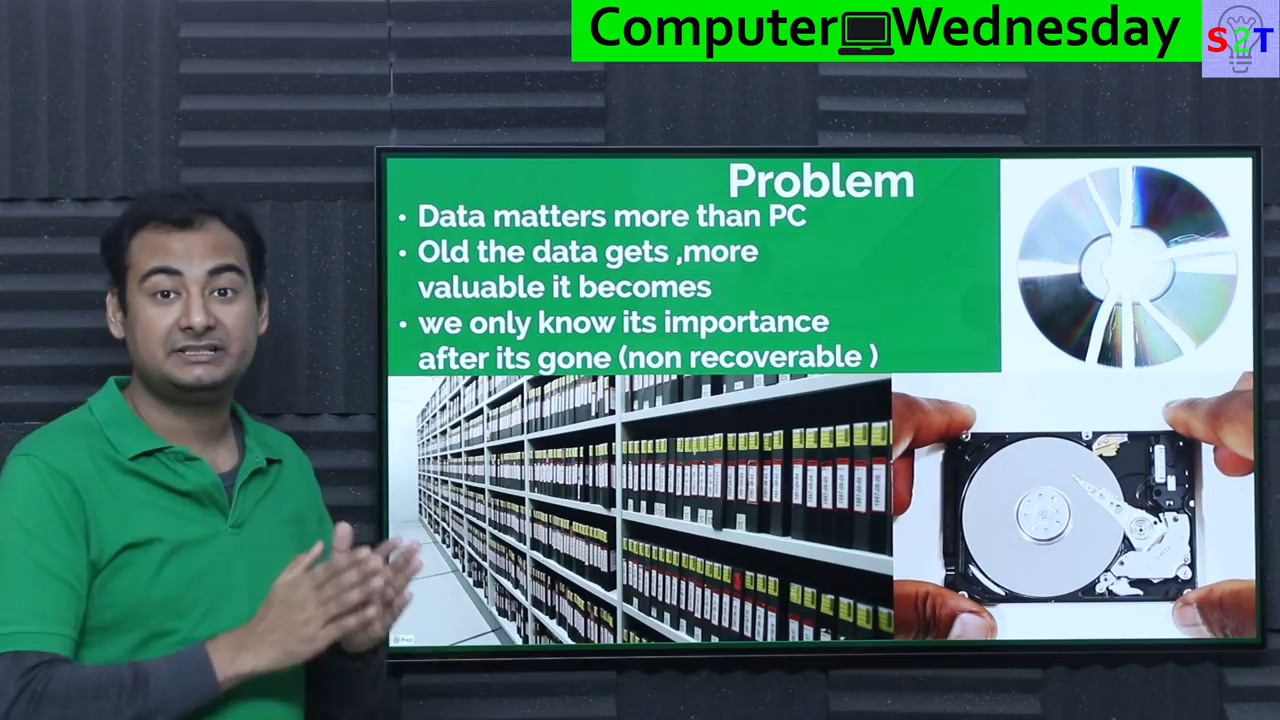 Computer Wednesday
S2T
Problem
• Data matters more than PC
• Old the data gets ,more
valuable it becomes
• we only know its importance
after its gone (non recoverable )
Prezi